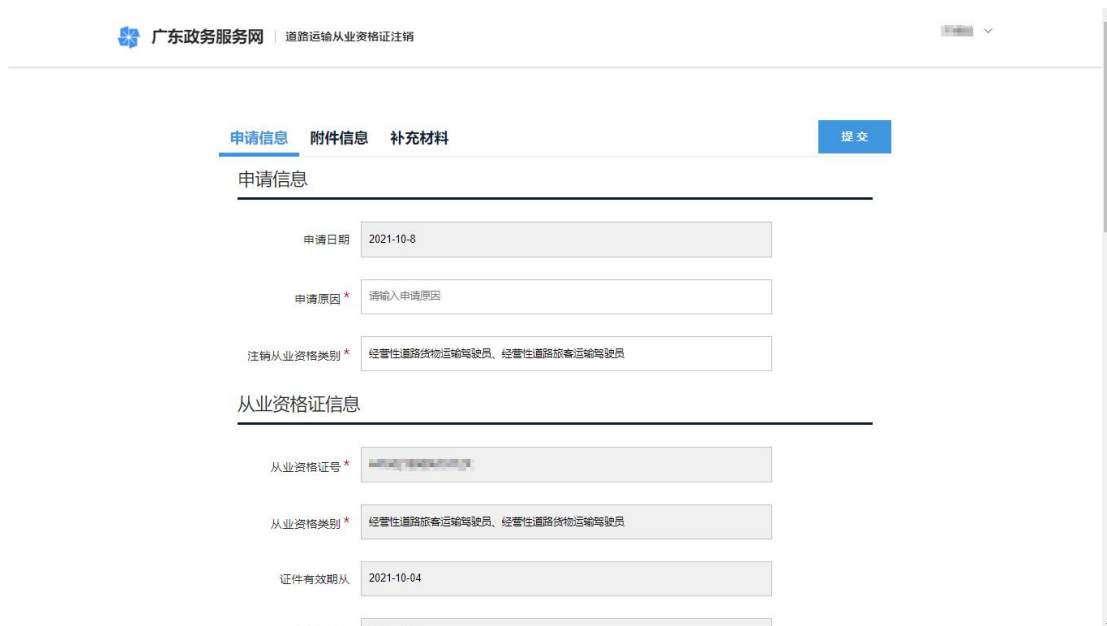 广东政务服务网 道路运输从业资格证注销
申请信息 附件信息 补充材料 提交
申请信息
申请日期 2021-10-8
申请原因* 请输入申请原因
注销从业资格类别* 经营性道路货物运输驾驶员、经营性道路旅客运输驾驶员
从业资格证信息
从业资格证号*
从业资格类别* 经营性道路旅客运输驾驶员、经营性道路货物运输驾驶员
证件有效期从 2021-10-04